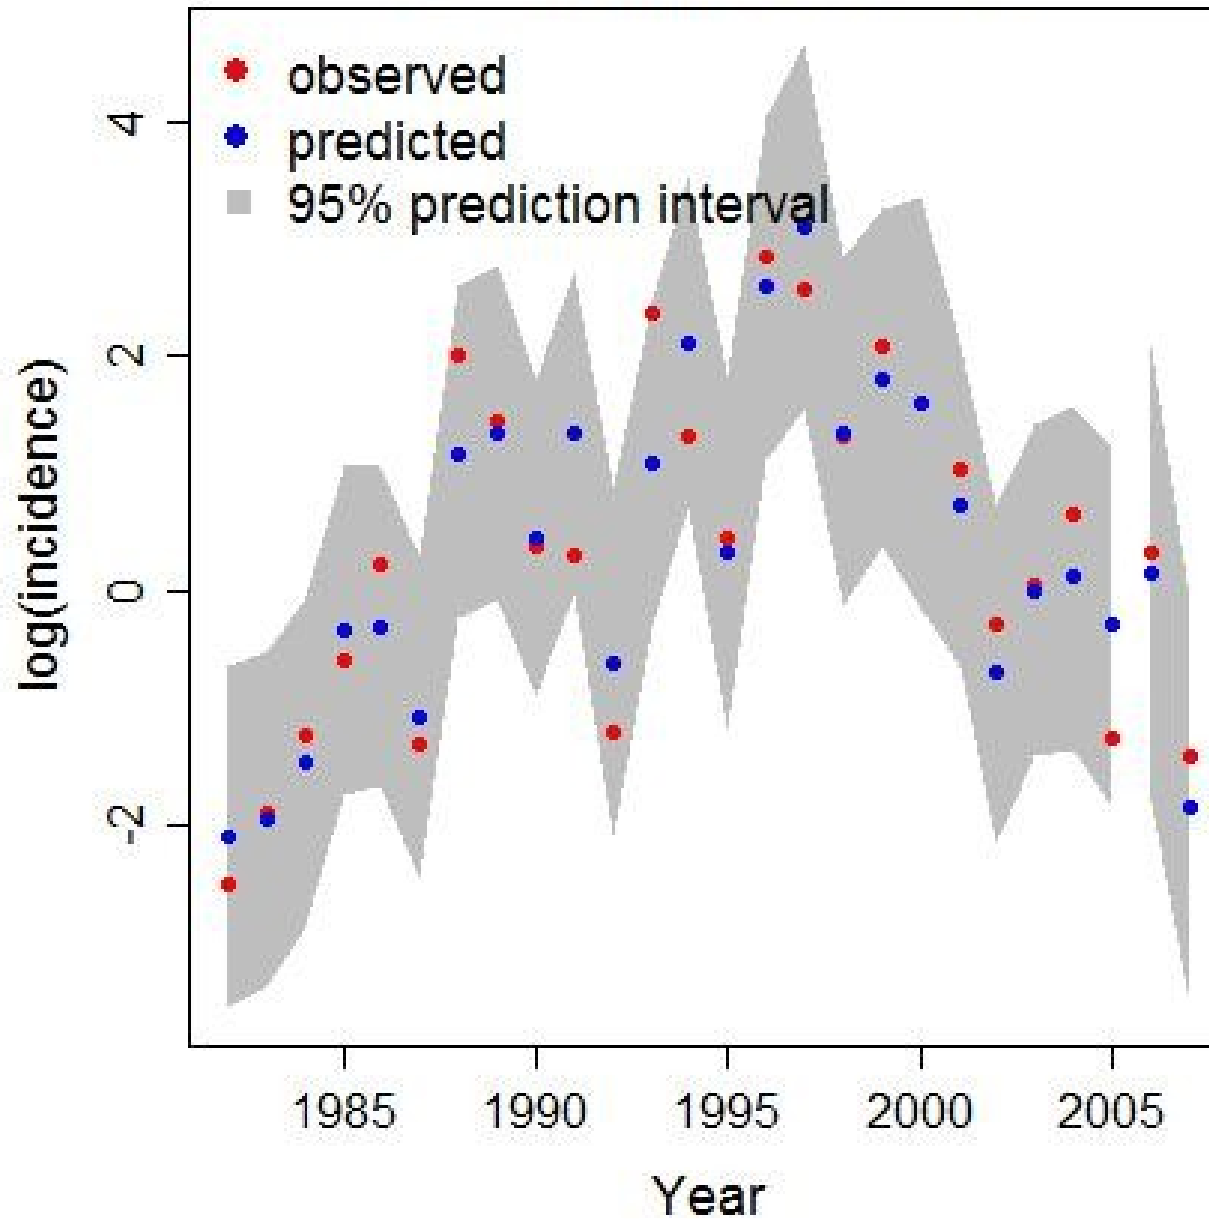 observed
predicted
95% prediction interval
4
2
0
-2
log(incidence)
1985 1990 1995 2000 2005
Year